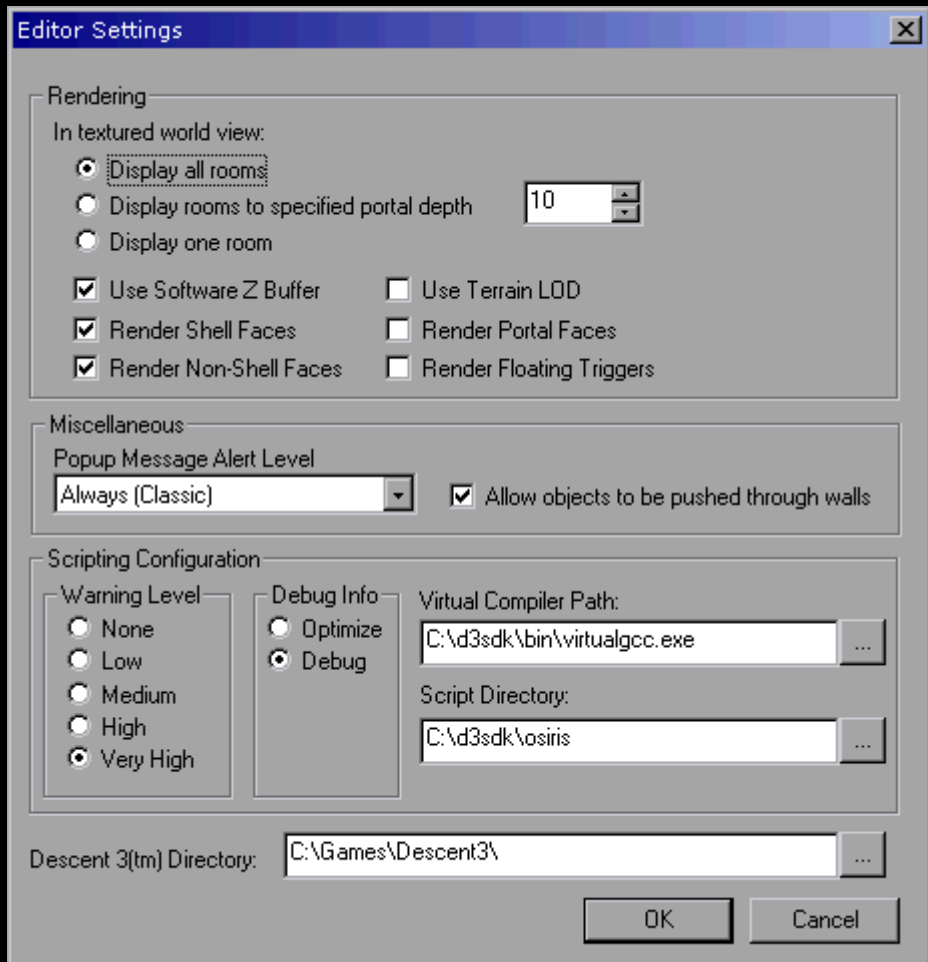 Editor Settings
Rendering
In textured world view:
Display all rooms
Display rooms to specified portal depth 10
Display one room
Use Software Z Buffer Use Terrain LOD
Render Shell Faces Render Portal Faces
Render Non-Shell Faces Render Floating Triggers
Miscellaneous
Popup Message Alert Level
Always (Classic) Allow objects to be pushed through walls
Scripting Configuration
Warning Level
None
Low
Medium
High
Very High
Debug Info
Optimize
Debug
Virtual Compiler Path:
C:\d3sdk\bin\virtualgcc.exe ...
Script Directory:
C:\d3sdk\osiris ...
Descent 3(tm) Directory: C:\Games\Descent3\ ...
OK Cancel